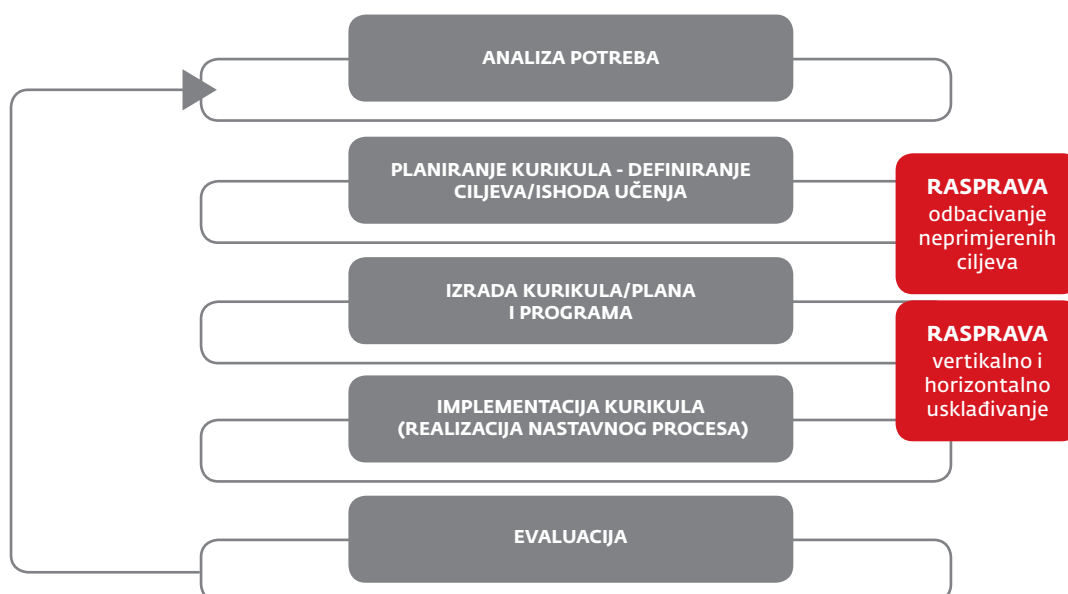 ANALIZA POTREBA
PLANIRANJE KURIKULA - DEFINIRANJE
CILJEVA/ISHODA UČENJA
RASPRAVA
odbacivanje
neprimjerenih
ciljeva
IZRADA KURIKULA/PLANA
I PROGRAMA
RASPRAVA
vertikalno i
horizontalno
usklađivanje
IMPLEMENTACIJA KURIKULA
(REALIZACIJA NASTAVNOG PROCESA)
EVALUACIJA